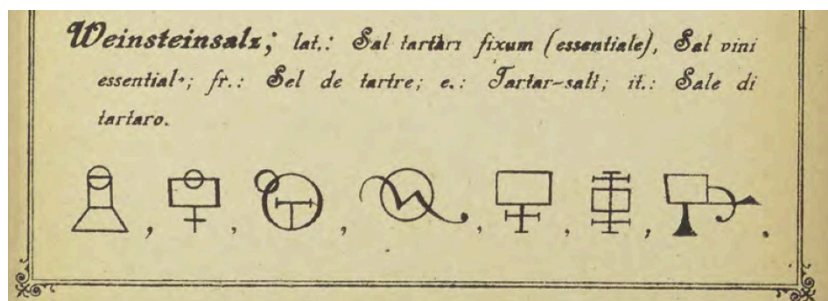 Weinsteinsalz; lat.: Sal tartari fixum (essentiale), Sal vini
essential.; fr.: Sel de tartre; e.: Tartar-salt; it.: Sale di
tartaro.